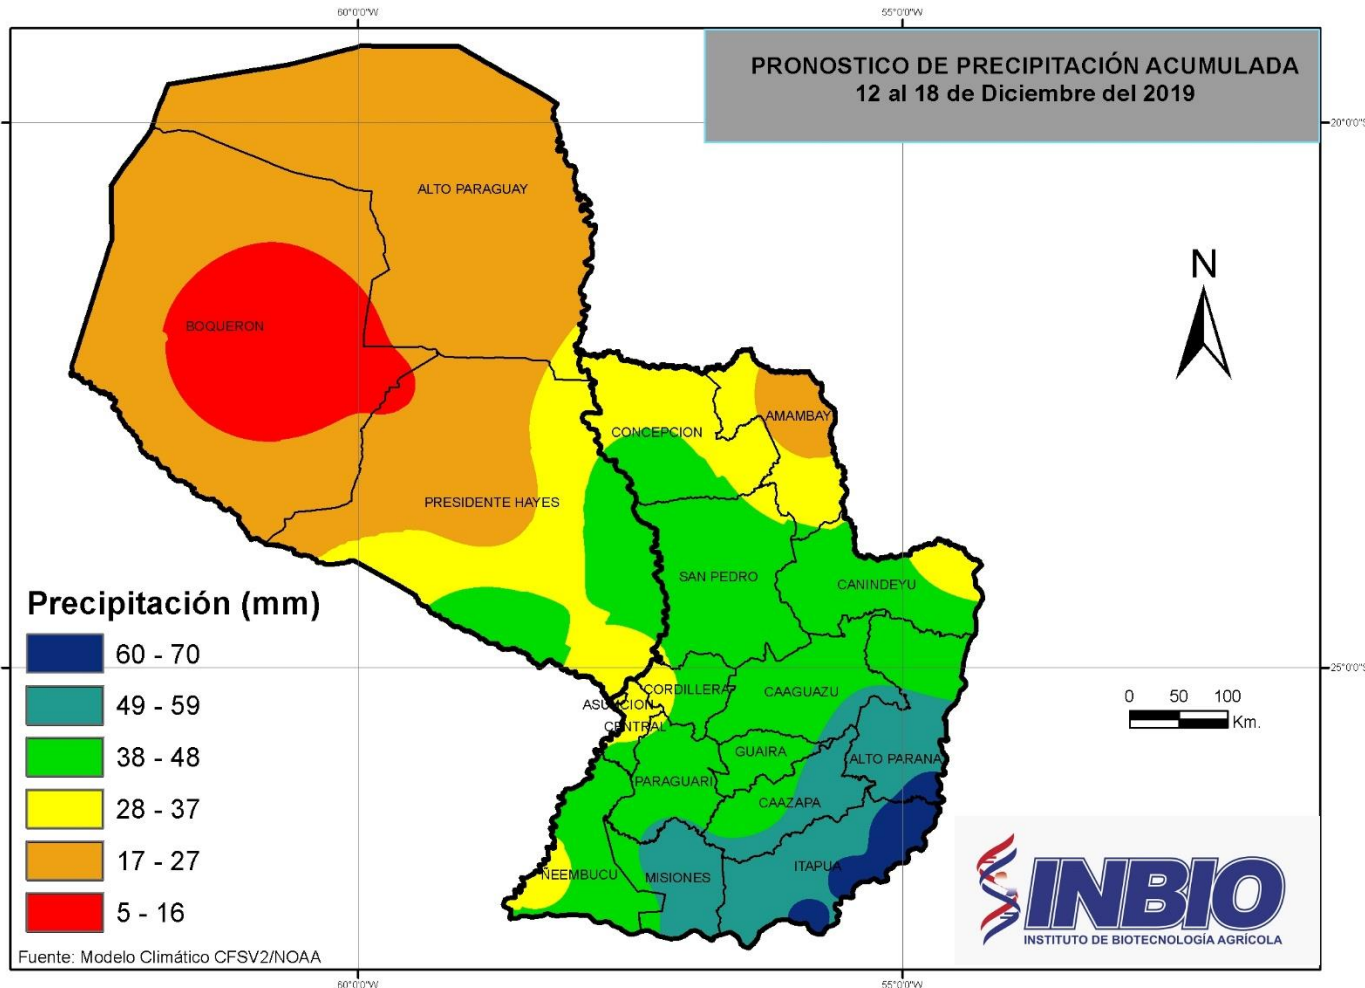 60°0'0"W
55°0'0"W
PRONOSTICO DE PRECIPITACIÓN ACUMULADA
12 al 18 de Diciembre del 2019
20°0'0"S
ALTO PARAGUAY
N
BOQUERON
AMAMBAY
CONCEPCION
PRESIDENTE HAYES
SAN PEDRO
CANINDEYU
Precipitación (mm)
60 - 70
49 - 59
38 - 48
28 - 37
17 - 27
5 - 16
25°0'0"S
CORDILLERA
CAAGUAZU
ASUNCION
CENTRAL
0 50 100
Km.
GUAIRA
ALTO PARANA
PARAGUARI
CAAZAPA
ITAPUA
ÑEEMBUCU
MISIONES
INBIO
INSTITUTO DE BIOTECNOLOGÍA AGRÍCOLA
Fuente: Modelo Climático CFSV2/NOAA
60°0'0"W
55°0'0"W